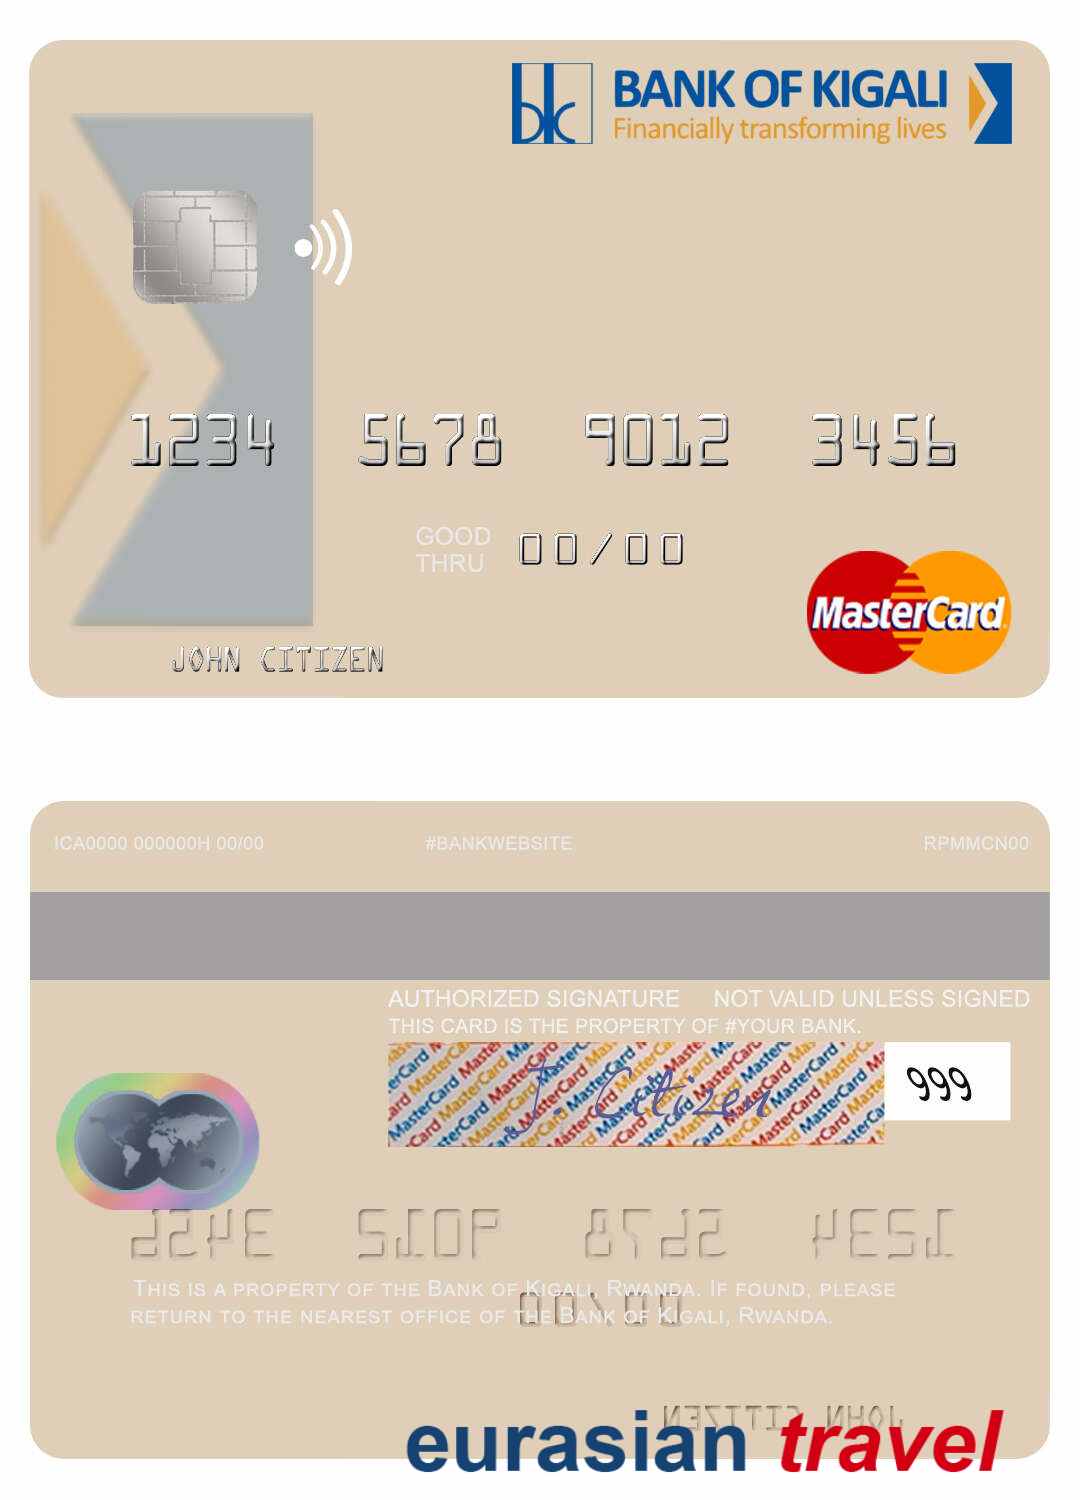 BANK OF KIGALI
Financially transforming lives
1234 5678 9012 3456
GOOD
THRU 00/00
JOHN CITIZEN
MasterCard
ICA0000 000000H 00/00 #BANKWEBSITE RPMMCN00
AUTHORIZED SIGNATURE NOT VALID UNLESS SIGNED
THIS CARD IS THE PROPERTY OF #YOUR BANK.
J. Citizen 999
THIS IS A PROPERTY OF THE BANK OF KIGALI, RWANDA. IF FOUND, PLEASE
RETURN TO THE NEAREST OFFICE OF THE BANK OF KIGALI, RWANDA.
eurasian travel